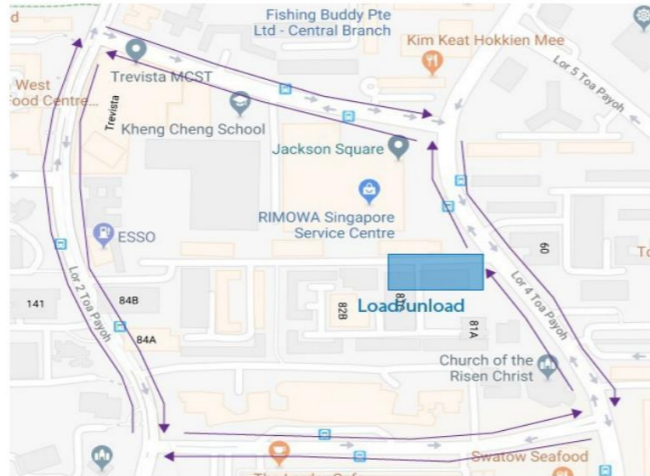 d
Fishing Buddy Pte
Ltd - Central Branch
Kim Keat Hokkien Mee
Trevista MCST
West
ood Centre...
Lor 5 Toa Payoh
Trevista
Kheng Cheng School
Jackson Square
RIMOWA Singapore
Service Centre
ESSO
60
To
Lor 2 Toa Payoh
Lor 4 Toa Payoh
141
84B
84A
82B
Load/unload
81A
Church of the
Risen Christ
Swatow Seafood